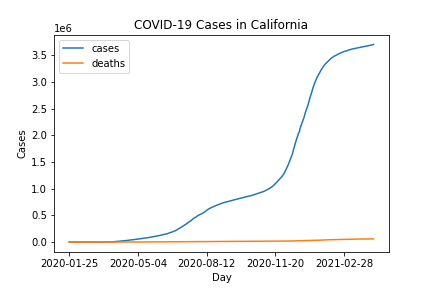 COVID-19 Cases in California
1e6
cases
deaths
3.5
3.0
2.5
2.0
1.5
1.0
0.5
0.0
Cases
2020-01-25 2020-05-04 2020-08-12 2020-11-20 2021-02-28
Day